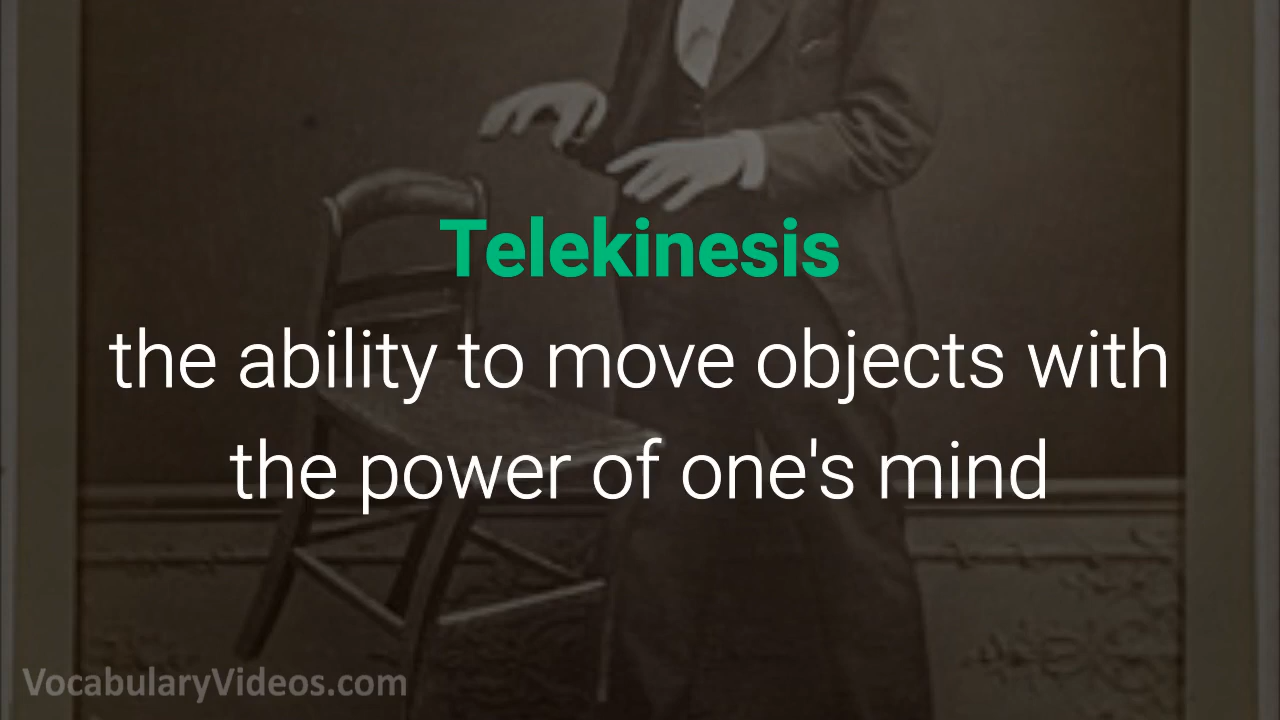 Telekinesis
the ability to move objects with
the power of one's mind
VocabularyVideos.com